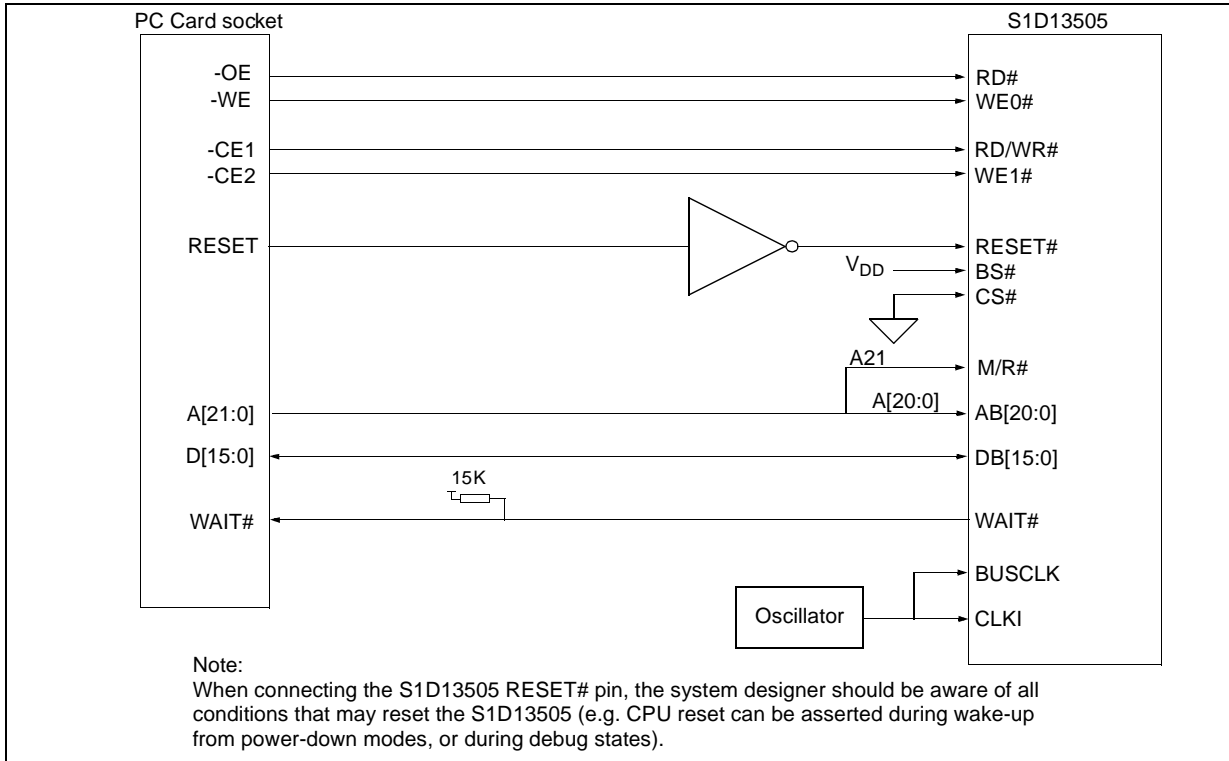 PC Card socket
S1D13505
-OE
RD#
-WE
WE0#
-CE1
RD/WR#
-CE2
WE1#
RESET
RESET#
VDD
BS#
CS#
A21
M/R#
A[21:0]
A[20:0]
AB[20:0]
D[15:0]
DB[15:0]
15K
WAIT#
WAIT#
BUSCLK
Oscillator
CLKI
Note:
When connecting the S1D13505 RESET# pin, the system designer should be aware of all
conditions that may reset the S1D13505 (e.g. CPU reset can be asserted during wake-up
from power-down modes, or during debug states).